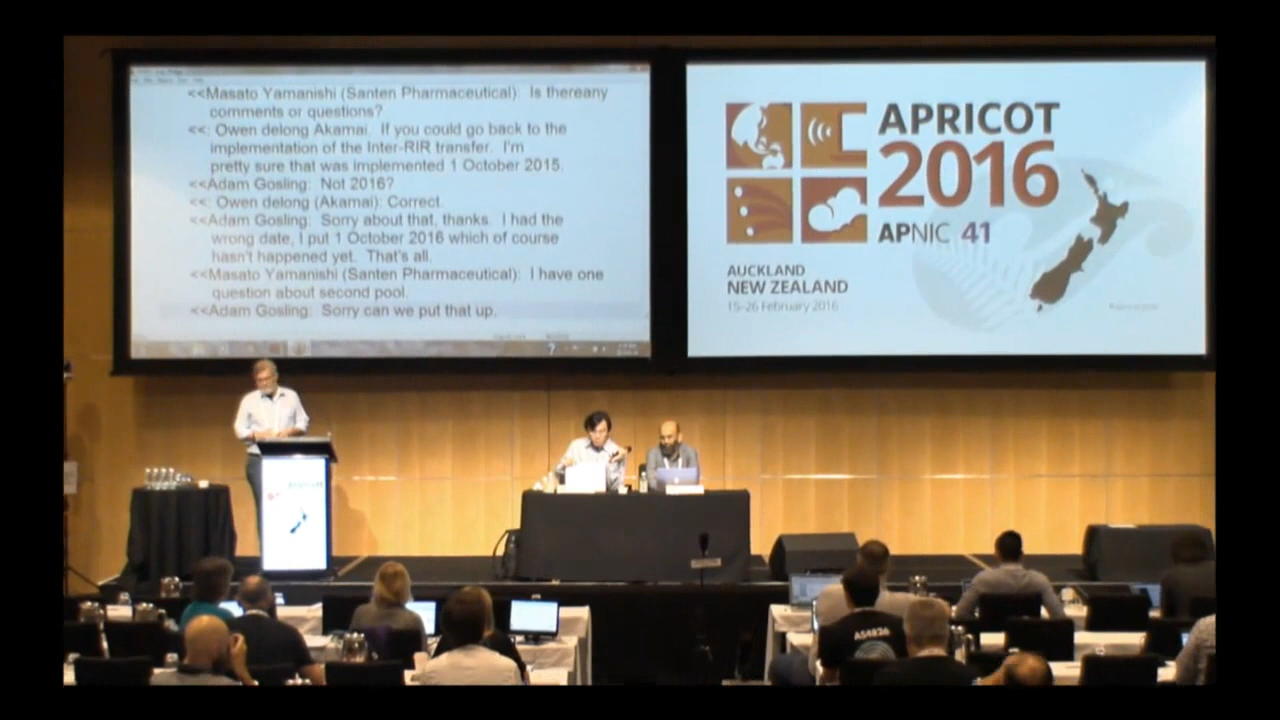 <<Masato Yamanishi (Santen Pharmaceutical): Is thereany
comments or questions?
<<: Owen delong Akamai. If you could go back to the
implementation of the Inter-RIR transfer. I'm
pretty sure that was implemented 1 October 2015.
<<Adam Gosling: Not 2016?
<<: Owen delong (Akamai): Correct.
<<Adam Gosling: Sorry about that, thanks. I had the
wrong date, I put 1 October 2016 which of course
hasn't happened yet. That's all.
<<Masato Yamanishi (Santen Pharmaceutical): I have one
question about second pool.
<<Adam Gosling: Sorry can we put that up.
APRICOT
2016
APNIC 41
AUCKLAND
NEW ZEALAND
15-26 February 2016
AS4826